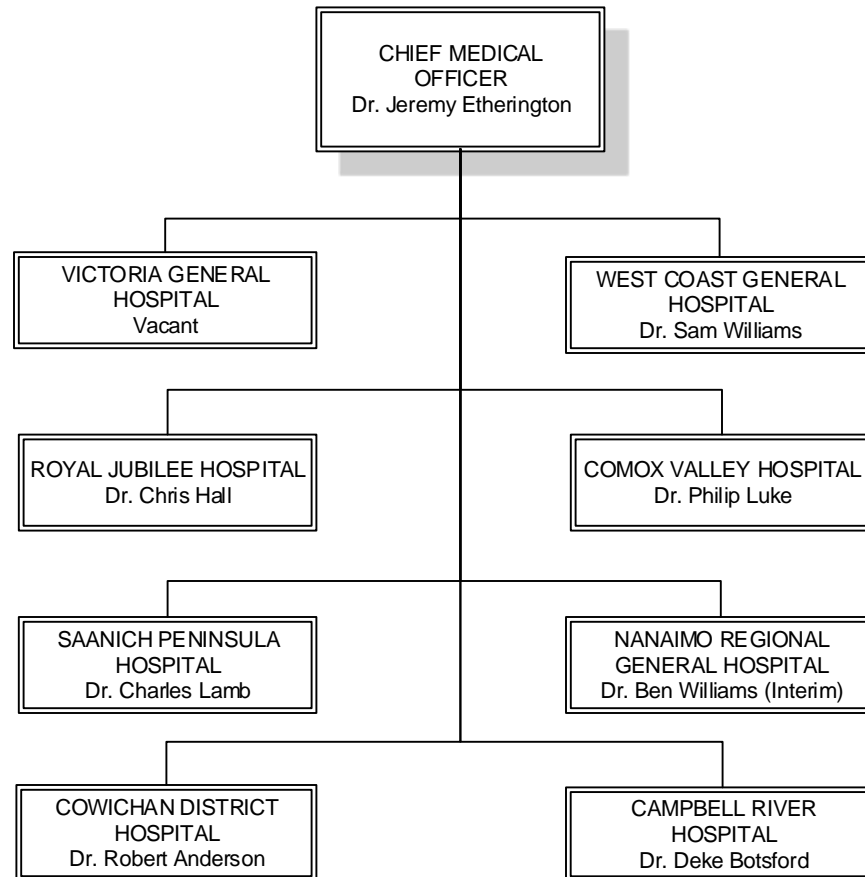 CHIEF MEDICAL
OFFICER
Dr. Jeremy Etherington
VICTORIA GENERAL
HOSPITAL
Vacant
WEST COAST GENERAL
HOSPITAL
Dr. Sam Williams
ROYAL JUBILEE HOSPITAL
Dr. Chris Hall
COMOX VALLEY HOSPITAL
Dr. Philip Luke
SAANICH PENINSULA
HOSPITAL
Dr. Charles Lamb
NANAIMO REGIONAL
GENERAL HOSPITAL
Dr. Ben Williams (Interim)
COWICHAN DISTRICT
HOSPITAL
Dr. Robert Anderson
CAMPBELL RIVER
HOSPITAL
Dr. Deke Botsford